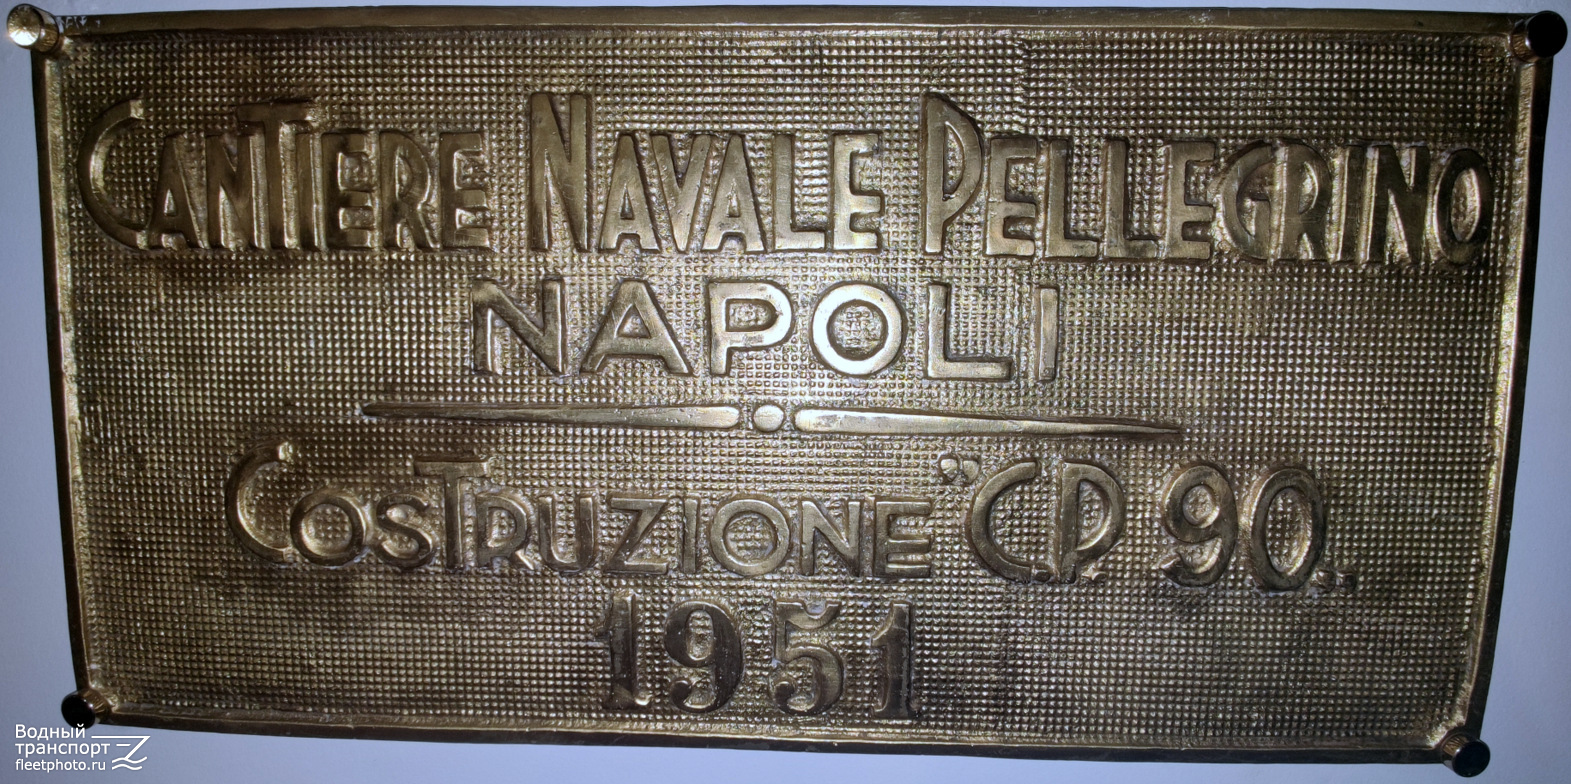 CANTIERE NAVALE PELLEGRINO
NAPOLI
COSTRUZIONE "C.P. 90"
1951
Водный
транспорт
fleetphoto.ru